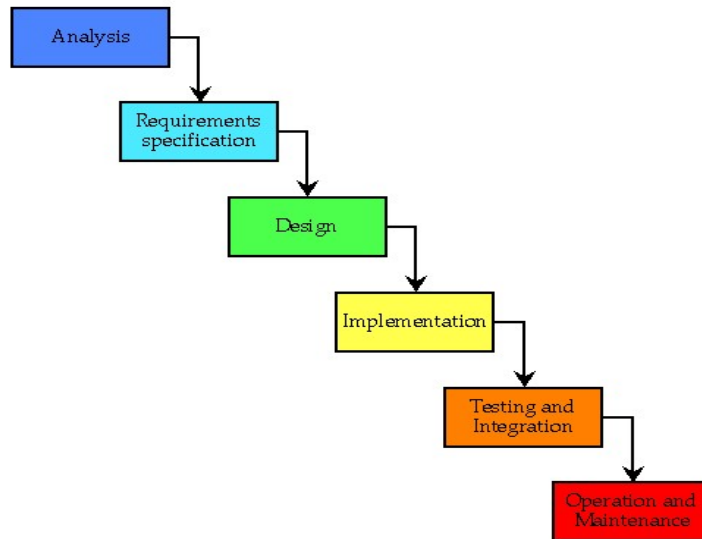 Analysis
Requirements
specification
Design
Implementation
Testing and
Integration
Operation and
Maintenance